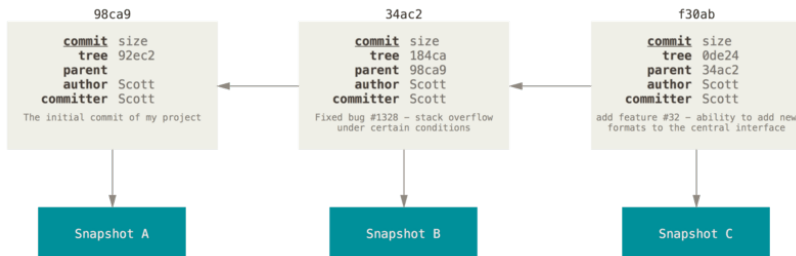 98ca9
commit size
tree 92ec2
parent
author Scott
committer Scott
The initial commit of my project
34ac2
commit size
tree 184ca
parent 98ca9
author Scott
committer Scott
Fixed bug #1328 – stack overflow
under certain conditions
f30ab
commit size
tree 0de24
parent 34ac2
author Scott
committer Scott
add feature #32 – ability to add new
formats to the central interface
Snapshot A
Snapshot B
Snapshot C